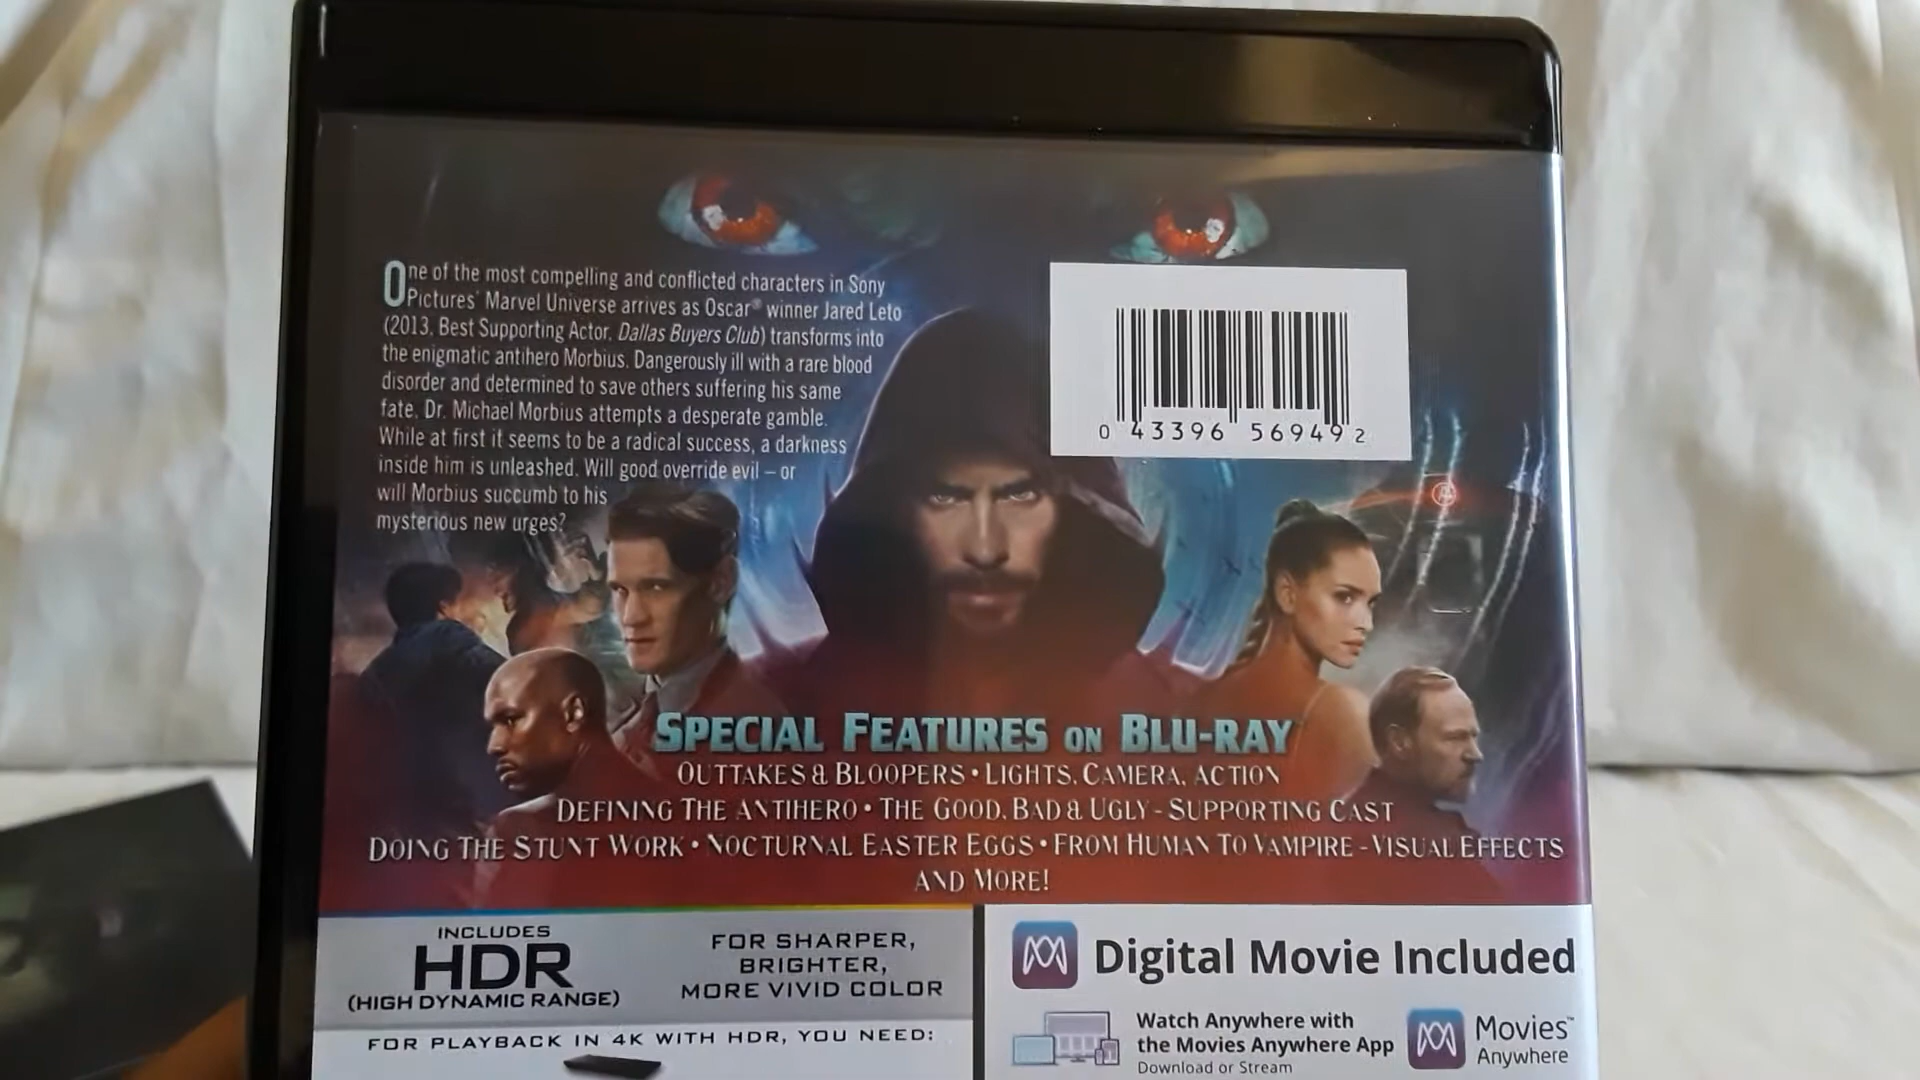 One of the most compelling and conflicted characters in Sony
Pictures' Marvel Universe arrives as Oscar® winner Jared Leto
(2013, Best Supporting Actor, Dallas Buyers Club) transforms into
the enigmatic antihero Morbius. Dangerously ill with a rare blood
disorder and determined to save others suffering his same
fate, Dr. Michael Morbius attempts a desperate gamble.
While at first it seems to be a radical success, a darkness
inside him is unleashed. Will good override evil – or
will Morbius succumb to his
mysterious new urges?
0 43396 56949 2
SPECIAL FEATURES ON BLU-RAY™
OUTTAKES & BLOOPERS • LIGHTS, CAMERA, ACTION
DEFINING THE ANTIHERO • THE GOOD, BAD & UGLY - SUPPORTING CAST
DOING THE STUNT WORK • NOCTURNAL EASTER EGGS • FROM HUMAN TO VAMPIRE - VISUAL EFFECTS
AND MORE!
INCLUDES
HDR
(HIGH DYNAMIC RANGE)
FOR SHARPER,
BRIGHTER,
MORE VIVID COLOR
FOR PLAYBACK IN 4K WITH HDR, YOU NEED:
Digital Movie Included
Watch Anywhere with
the Movies Anywhere App
Download or Stream
Movies™
Anywhere